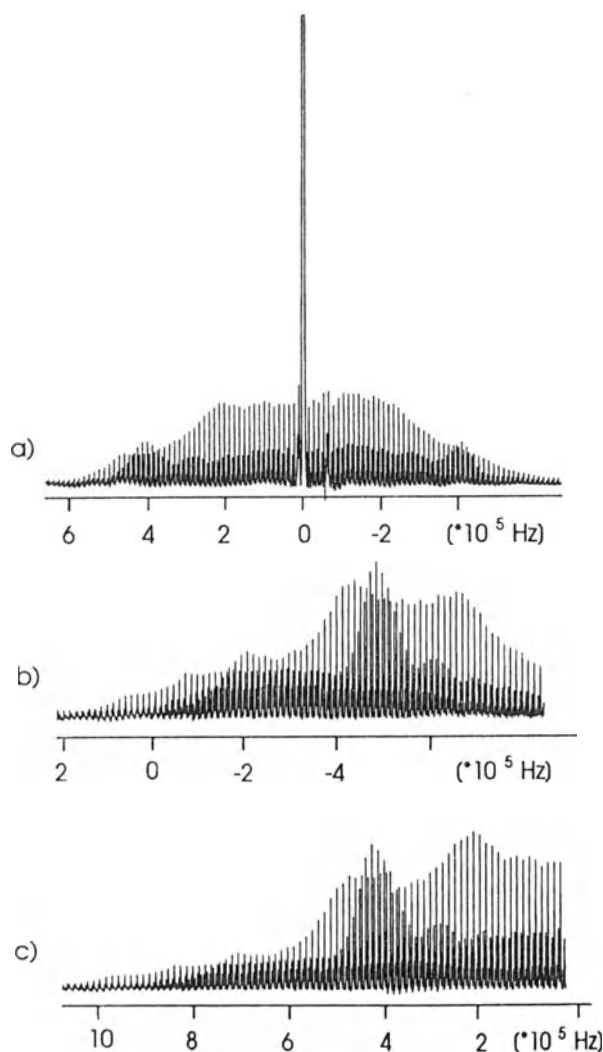 a)
6 4 2 0 -2 (*10 ⁵ Hz)
b)
2 0 -2 -4 (*10 ⁵ Hz)
c)
10 8 6 4 2 (*10 ⁵ Hz)